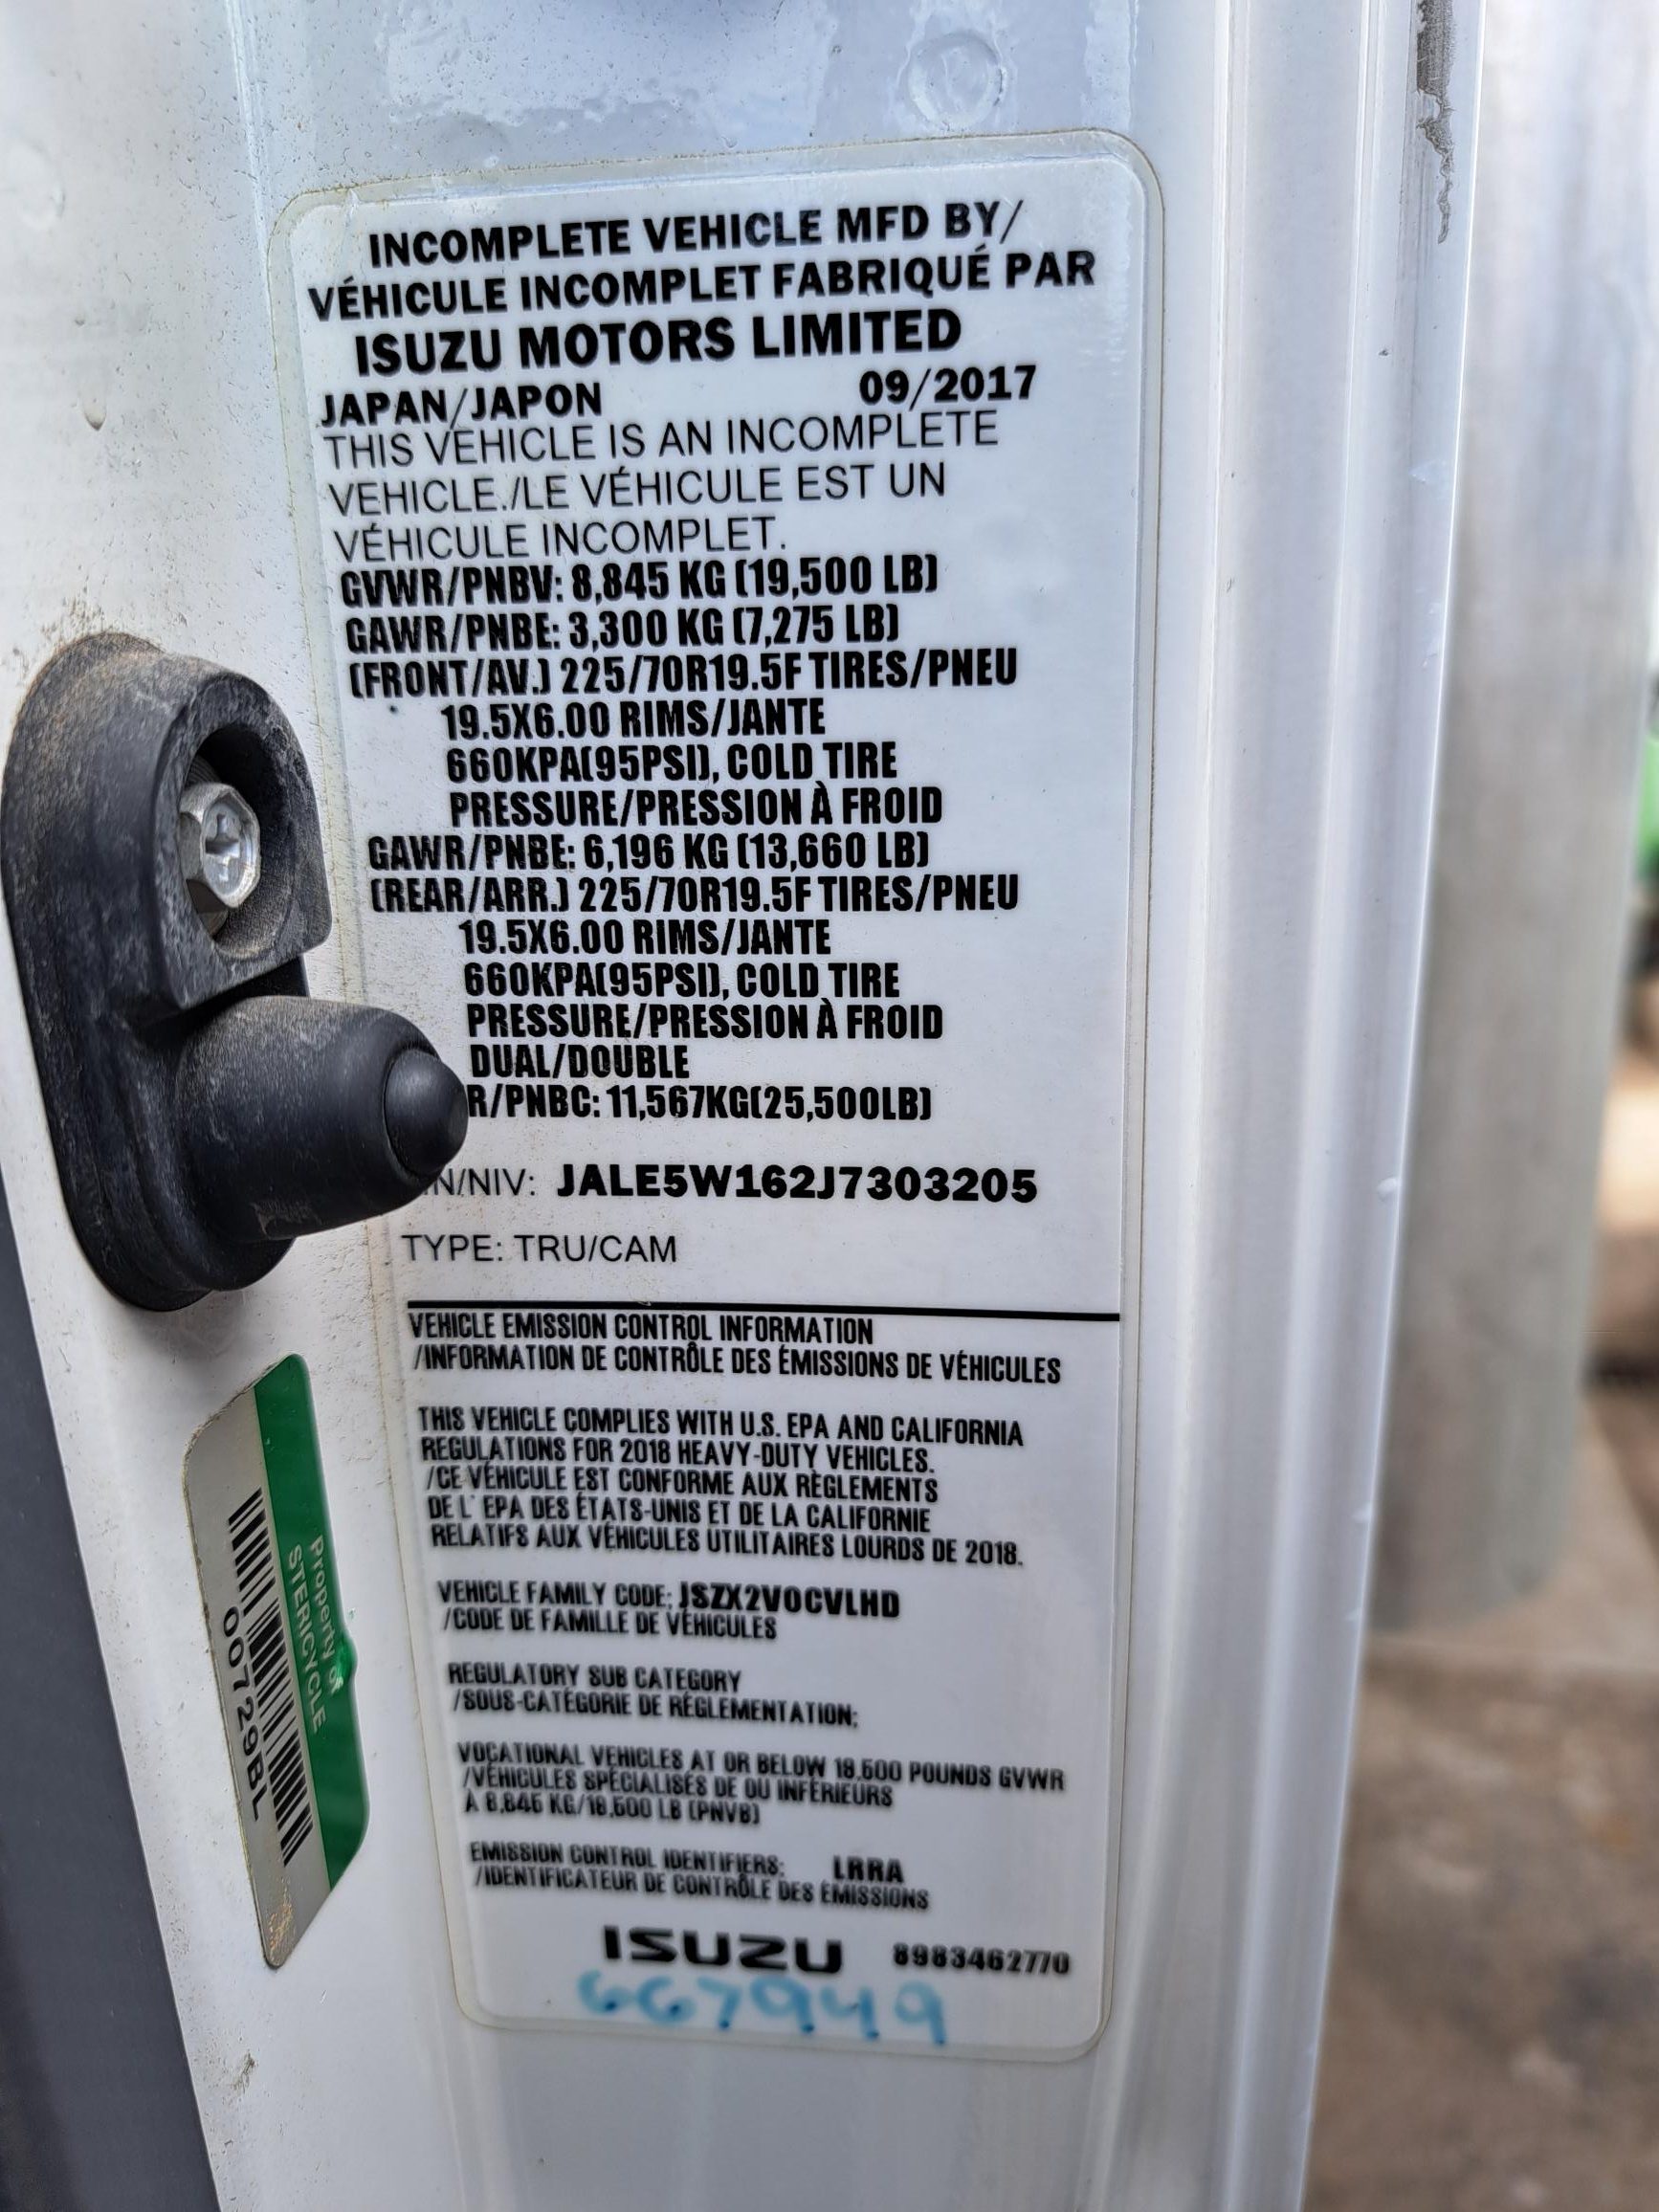 INCOMPLETE VEHICLE MFD BY/
VÉHICULE INCOMPLET FABRIQUÉ PAR
ISUZU MOTORS LIMITED
JAPAN/JAPON 09/2017
THIS VEHICLE IS AN INCOMPLETE
VEHICLE./LE VÉHICULE EST UN
VÉHICULE INCOMPLET.
GVWR/PNBV: 8,845 KG (19,500 LB)
GAWR/PNBE: 3,300 KG (7,275 LB)
(FRONT/AV.) 225/70R19.5F TIRES/PNEU
19.5X6.00 RIMS/JANTE
660KPA(95PSI), COLD TIRE
PRESSURE/PRESSION À FROID
GAWR/PNBE: 6,196 KG (13,660 LB)
(REAR/ARR.) 225/70R19.5F TIRES/PNEU
19.5X6.00 RIMS/JANTE
660KPA(95PSI), COLD TIRE
PRESSURE/PRESSION À FROID
DUAL/DOUBLE
R/PNBC: 11,567KG(25,500LB)
N/NIV: JALE5W162J7303205
TYPE: TRU/CAM
VEHICLE EMISSION CONTROL INFORMATION
/INFORMATION DE CONTRÔLE DES ÉMISSIONS DE VÉHICULES
THIS VEHICLE COMPLIES WITH U.S. EPA AND CALIFORNIA
REGULATIONS FOR 2018 HEAVY-DUTY VEHICLES.
/CE VÉHICULE EST CONFORME AUX RÈGLEMENTS
DE L' EPA DES ÉTATS-UNIS ET DE LA CALIFORNIE
RELATIFS AUX VÉHICULES UTILITAIRES LOURDS DE 2018.
VEHICLE FAMILY CODE: JSZX2VOCVLHD
/CODE DE FAMILLE DE VÉHICULES
REGULATORY SUB CATEGORY
/SOUS-CATÉGORIE DE RÉGLEMENTATION:
VOCATIONAL VEHICLES AT OR BELOW 19,500 POUNDS GVWR
/VÉHICULES SPÉCIALISÉS DE OU INFÉRIEURS
À 8,845 KG/19,500 LB (PNVB)
EMISSION CONTROL IDENTIFIERS: LRRA
/IDENTIFICATEUR DE CONTRÔLE DES ÉMISSIONS
ISUZU 8983462770
667949
Property of
STERICYCLE
00729BL